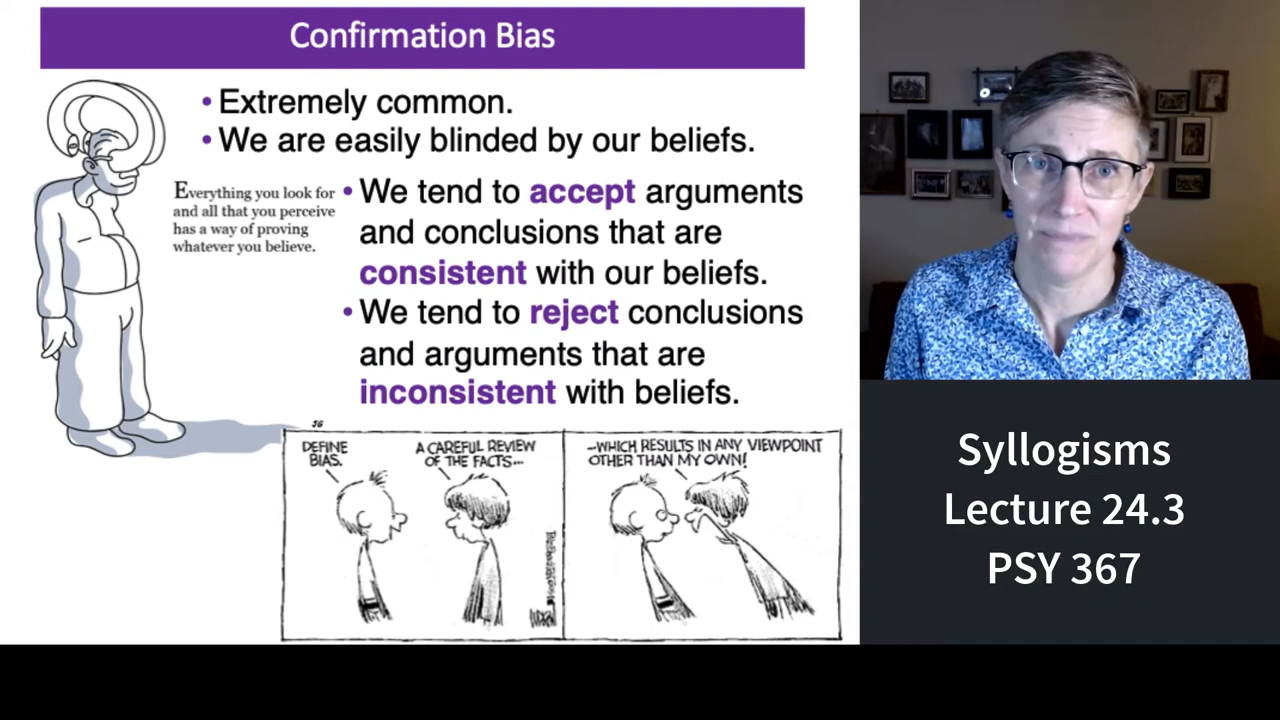 Confirmation Bias
• Extremely common.
• We are easily blinded by our beliefs.
Everything you look for
and all that you perceive
has a way of proving
whatever you believe.
• We tend to accept arguments
and conclusions that are
consistent with our beliefs.
• We tend to reject conclusions
and arguments that are
inconsistent with beliefs.
DEFINE
BIAS.
A CAREFUL REVIEW
OF THE FACTS...
...WHICH RESULTS IN ANY VIEWPOINT
OTHER THAN MY OWN!
Syllogisms
Lecture 24.3
PSY 367